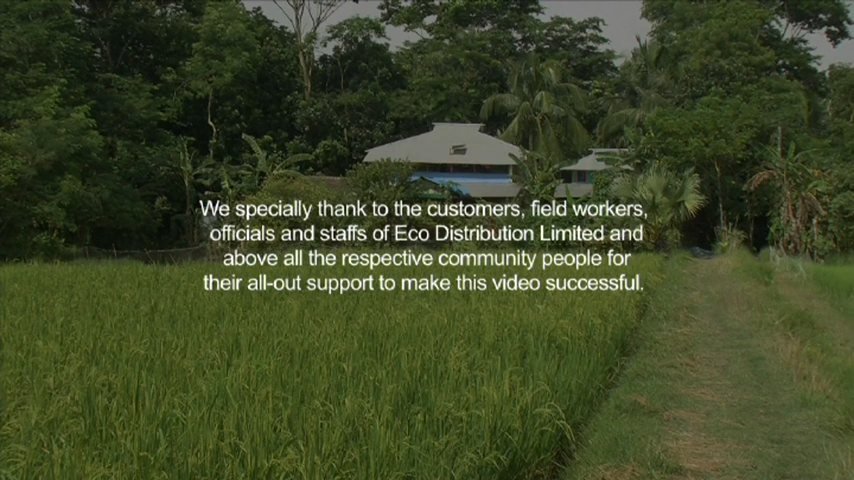 We specially thank to the customers, field workers,
officials and staffs of Eco Distribution Limited and
above all the respective community people for
their all-out support to make this video successful.